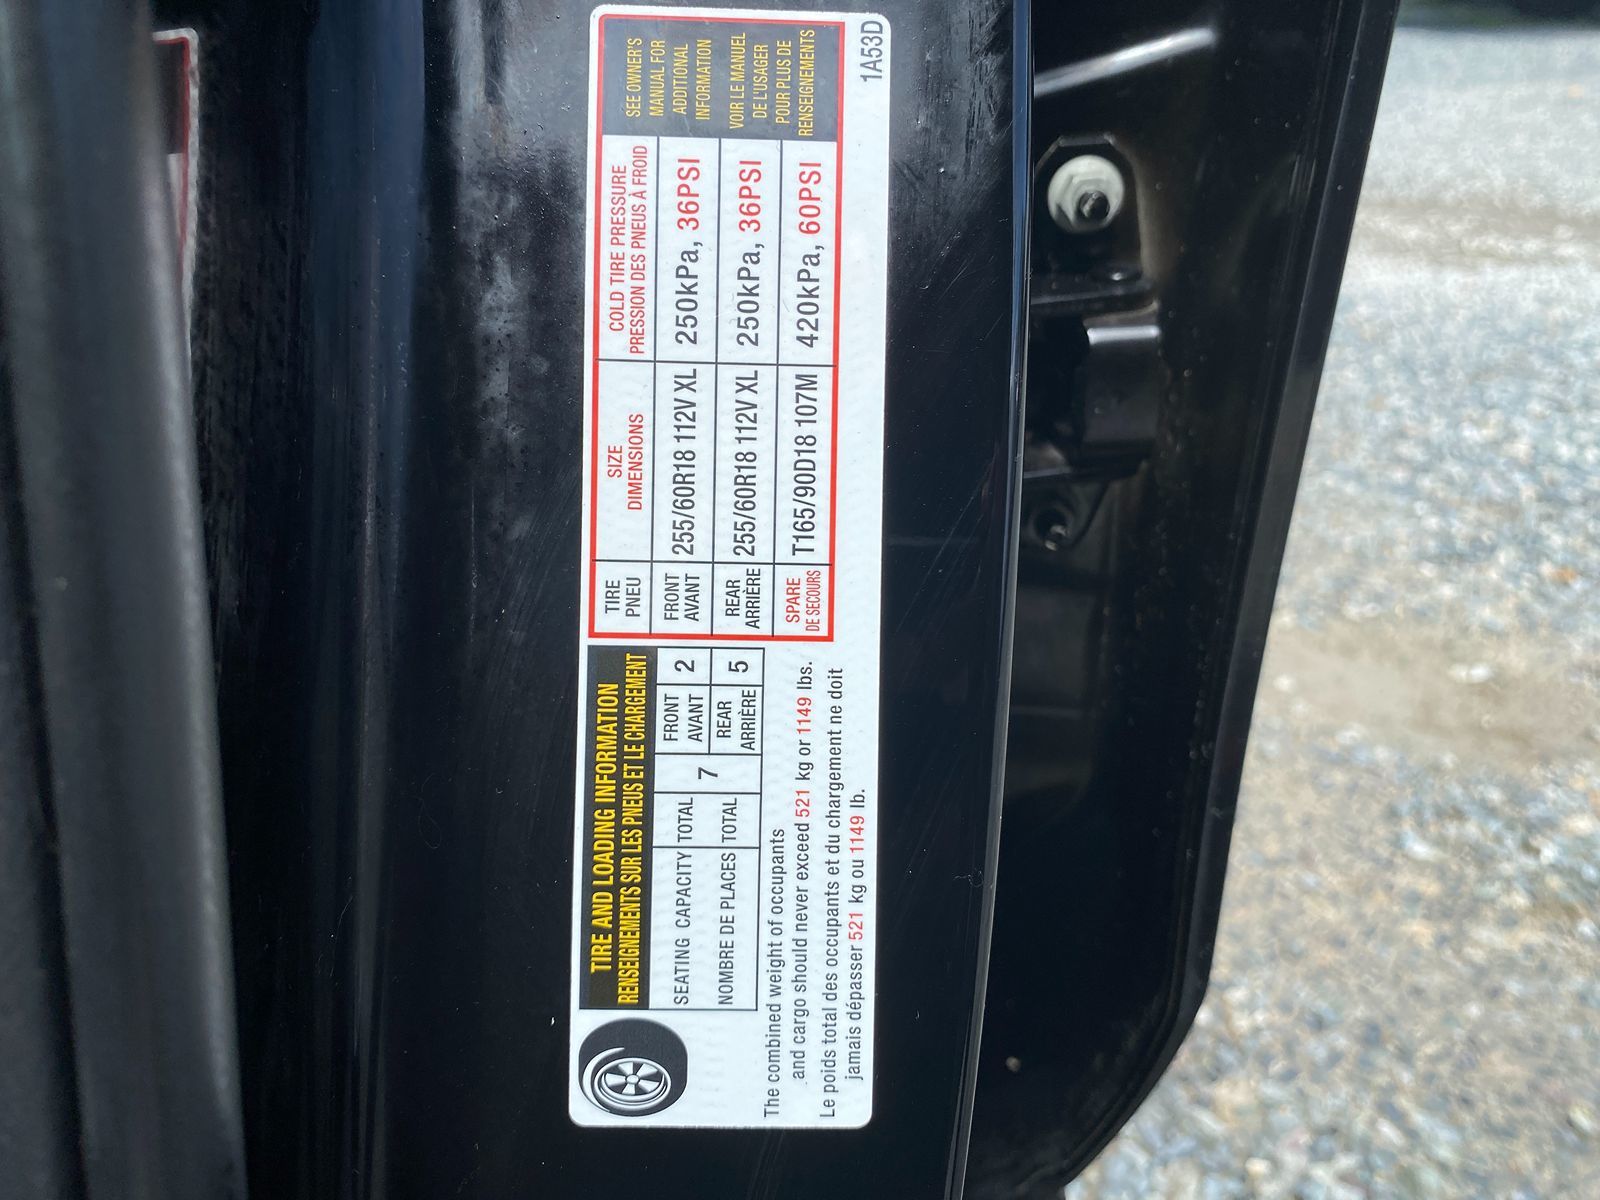 TIRE AND LOADING INFORMATION
RENSEIGNEMENTS SUR LES PNEUS ET LE CHARGEMENT
SEATING CAPACITY TOTAL 7 FRONT AVANT 2
NOMBRE DE PLACES TOTAL REAR ARRIÈRE 5
The combined weight of occupants
and cargo should never exceed 521 kg or 1149 lbs.
Le poids total des occupants et du chargement ne doit
jamais dépasser 521 kg ou 1149 lb.
TIRE
PNEU
SIZE
DIMENSIONS
COLD TIRE PRESSURE
PRESSION DES PNEUS À FROID
FRONT
AVANT
255/60R18 112V XL
250kPa, 36PSI
REAR
ARRIÈRE
255/60R18 112V XL
250kPa, 36PSI
SPARE
DE SECOURS
T165/90D18 107M
420kPa, 60PSI
SEE OWNER'S
MANUAL FOR
ADDITIONAL
INFORMATION
VOIR LE MANUEL
DE L'USAGER
POUR PLUS DE
RENSEIGNEMENTS
1A53D